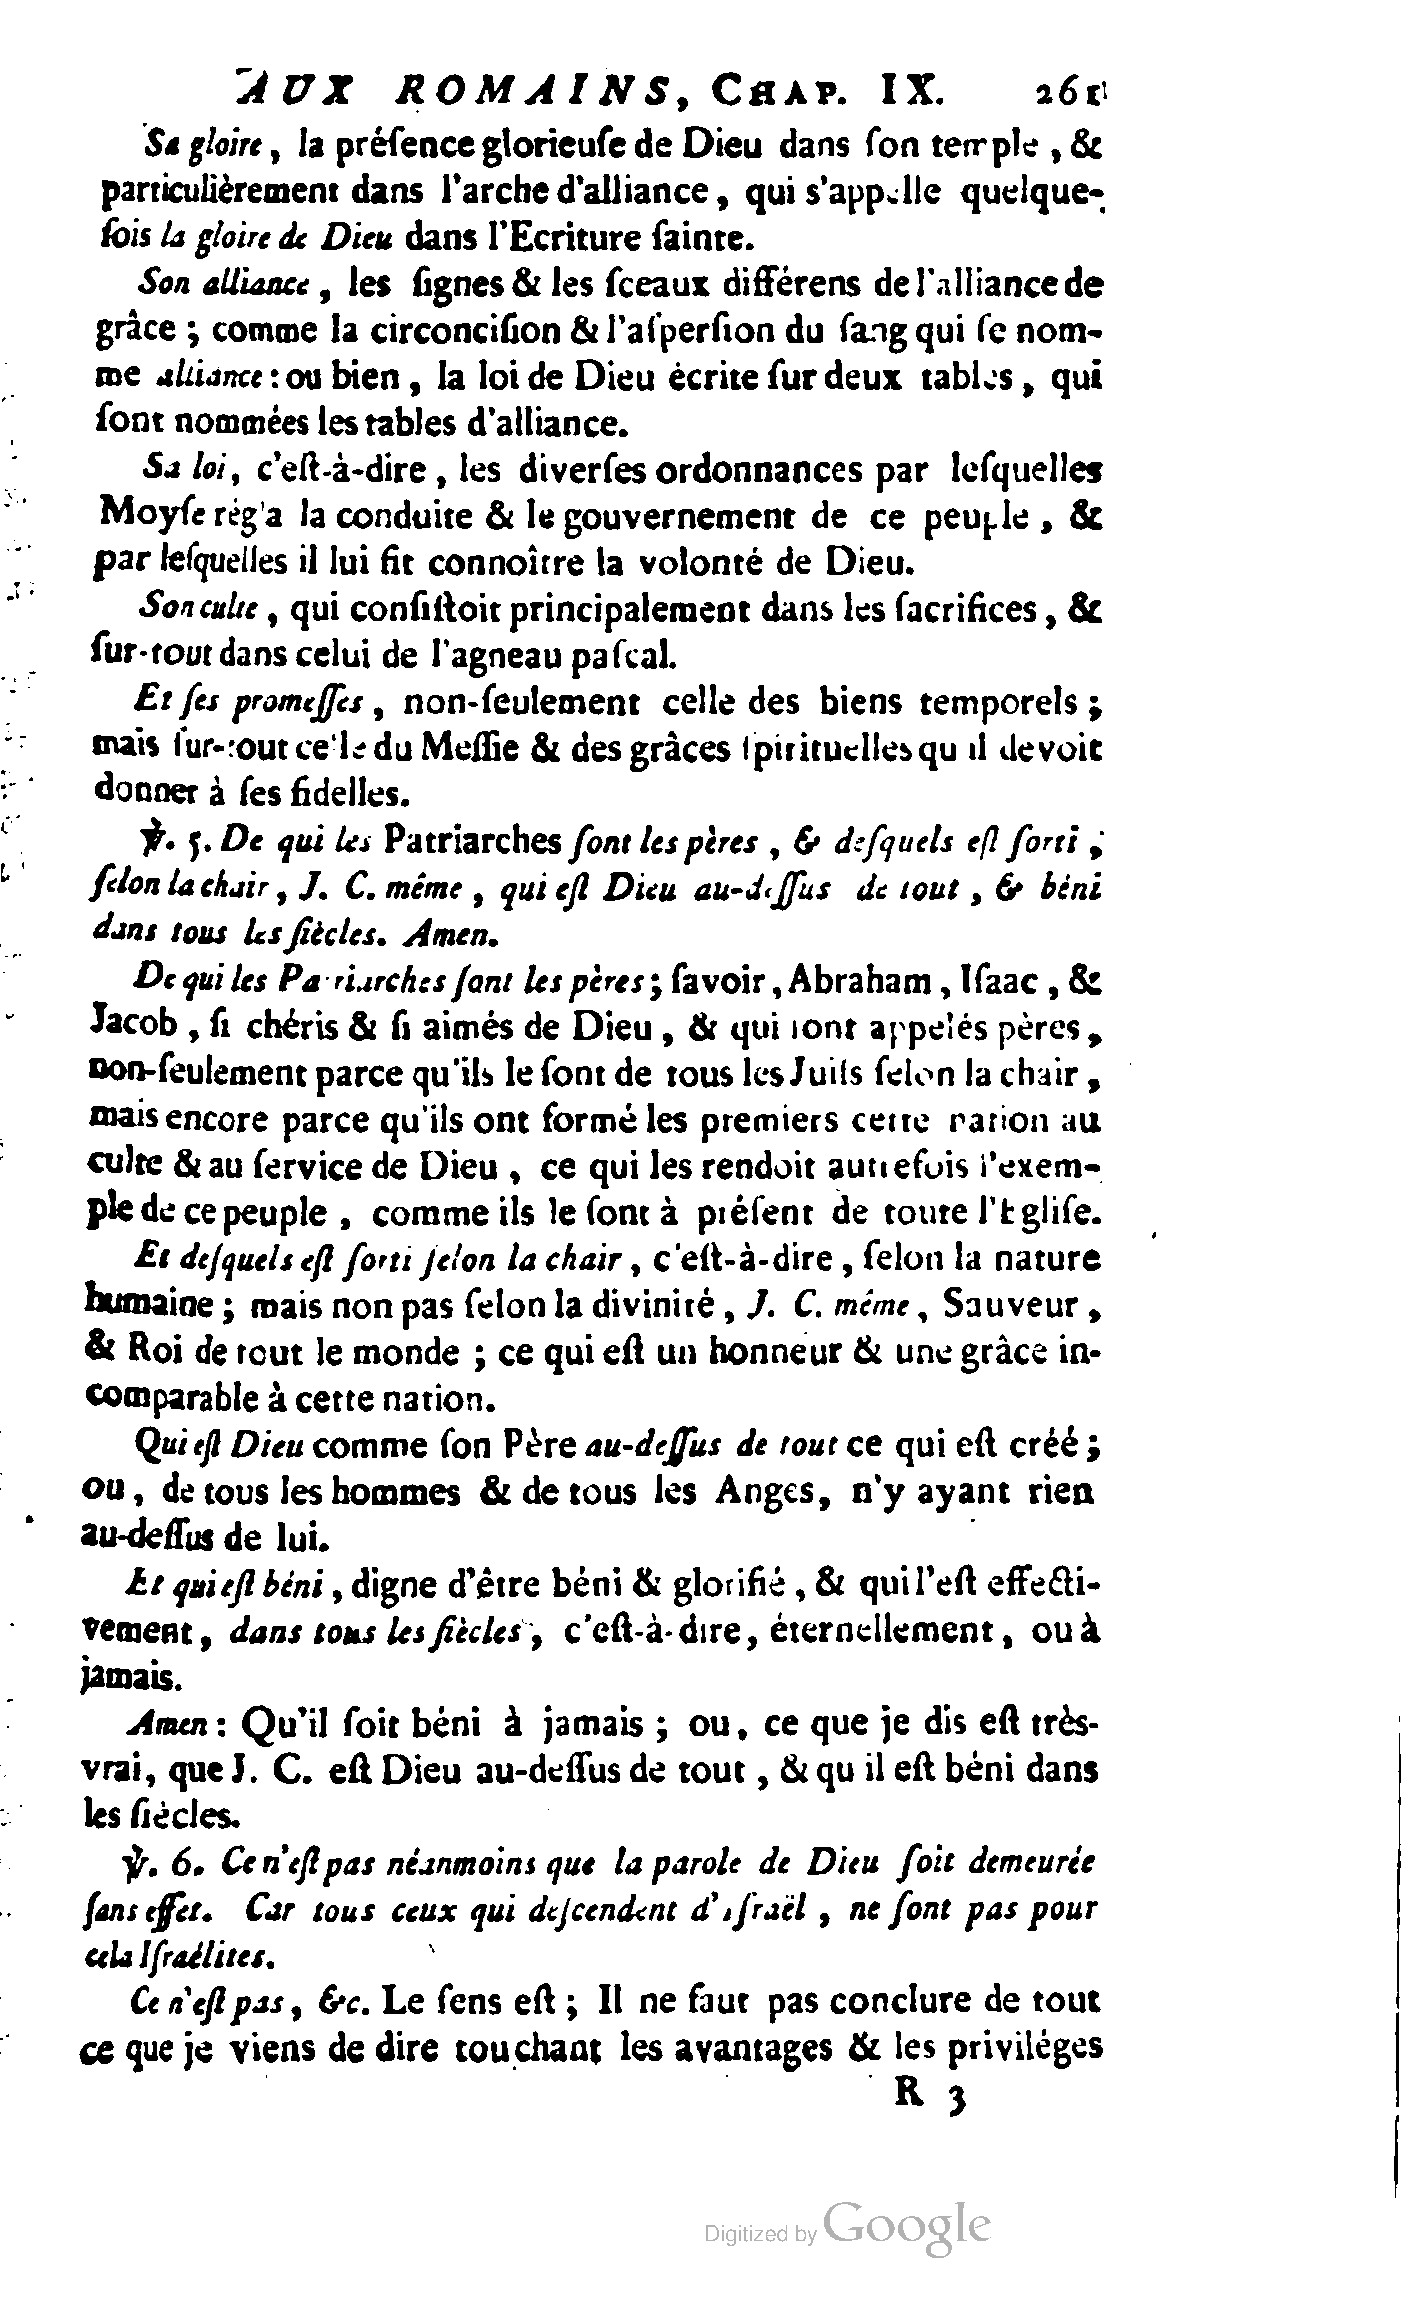 AUX ROMAINS, CHAP. IX. 261
Sa gloire, la préſence glorieuſe de Dieu dans ſon temple, &
particulièrement dans l'arche d'alliance, qui s'appelle quelque-
fois la gloire de Dieu dans l'Ecriture ſainte.
Son alliance, les ſignes & les ſceaux différens de l'alliance de
grâce ; comme la circonciſion & l'aſperſion du ſang qui ſe nom-
me alliance : ou bien, la loi de Dieu écrite ſur deux tables, qui
ſont nommées les tables d'alliance.
Sa loi, c'eſt-à-dire, les diverſes ordonnances par leſquelles
Moyſe régla la conduite & le gouvernement de ce peuple, &
par leſquelles il lui fit connoître la volonté de Dieu.
Son culte, qui conſiſtoit principalement dans les ſacrifices, &
ſur-tout dans celui de l'agneau paſcal.
Et ſes promeſſes, non-ſeulement celle des biens temporels ;
mais ſur-tout celle du Meſſie & des grâces ſpirituelles qu'il devoit
donner à ſes fidelles.
℣. 5. De qui les Patriarches ſont les pères, & deſquels eſt ſorti,
ſelon la chair, J. C. même, qui eſt Dieu au-deſſus de tout, & béni
dans tous les ſiècles. Amen.
De qui les Patriarches ſont les pères ; ſavoir, Abraham, Iſaac, &
Jacob, ſi chéris & ſi aimés de Dieu, & qui ſont appelés pères,
non-ſeulement parce qu'ils le ſont de tous les Juifs ſelon la chair,
mais encore parce qu'ils ont formé les premiers cette nation au
culte & au ſervice de Dieu, ce qui les rendoit autrefois l'exem-
ple de ce peuple, comme ils le ſont à préſent de toute l'Egliſe.
Et deſquels eſt ſorti ſelon la chair, c'eſt-à-dire, ſelon la nature
humaine ; mais non pas ſelon la divinité, J. C. même, Sauveur,
& Roi de tout le monde ; ce qui eſt un honneur & une grâce in-
comparable à cette nation.
Qui eſt Dieu comme ſon Père au-deſſus de tout ce qui eſt créé ;
ou, de tous les hommes & de tous les Anges, n'y ayant rien
au-deſſus de lui.
Et qui eſt béni, digne d'être béni & glorifié, & qui l'eſt effecti-
vement, dans tous les ſiècles, c'eſt-à-dire, éternellement, ou à
jamais.
Amen : Qu'il ſoit béni à jamais ; ou, ce que je dis eſt très-
vrai, que J. C. eſt Dieu au-deſſus de tout, & qu'il eſt béni dans
les ſiècles.
℣. 6. Ce n'eſt pas néanmoins que la parole de Dieu ſoit demeurée
ſans effet. Car tous ceux qui deſcendent d'Iſraël, ne ſont pas pour
cela Iſraélites.
Ce n'eſt pas, &c. Le ſens eſt ; Il ne faut pas conclure de tout
ce que je viens de dire touchant les avantages & les priviléges
R 3
Digitized by Google